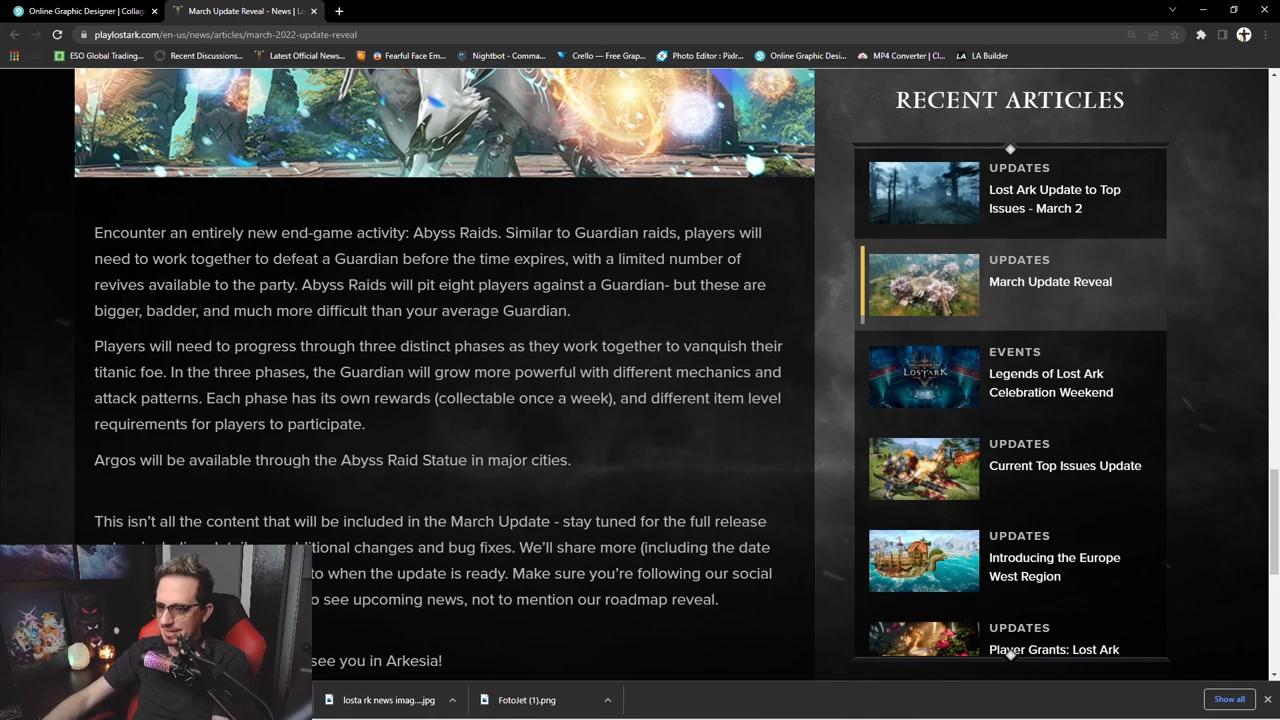 Online Graphic Designer | Collag
March Update Reveal - News | Lo
playlostark.com/en-us/news/articles/march-2022-update-reveal
ESO Global Trading...
Recent Discussions...
Latest Official News...
Fearful Face Em...
Nightbot - Comma...
Crello — Free Grap...
Photo Editor : Pixlr...
Online Graphic Desi...
MP4 Converter | Cl...
LA Builder
Encounter an entirely new end-game activity: Abyss Raids. Similar to Guardian raids, players will
need to work together to defeat a Guardian before the time expires, with a limited number of
revives available to the party. Abyss Raids will pit eight players against a Guardian- but these are
bigger, badder, and much more difficult than your average Guardian.
Players will need to progress through three distinct phases as they work together to vanquish their
titanic foe. In the three phases, the Guardian will grow more powerful with different mechanics and
attack patterns. Each phase has its own rewards (collectable once a week), and different item level
requirements for players to participate.
Argos will be available through the Abyss Raid Statue in major cities.
This isn't all the content that will be included in the March Update - stay tuned for the full release
ditional changes and bug fixes. We'll share more (including the date
to when the update is ready. Make sure you're following our social
o see upcoming news, not to mention our roadmap reveal.
see you in Arkesia!
RECENT ARTICLES
UPDATES
Lost Ark Update to Top
Issues - March 2
UPDATES
March Update Reveal
EVENTS
Legends of Lost Ark
Celebration Weekend
LOST ARK
UPDATES
Current Top Issues Update
UPDATES
Introducing the Europe
West Region
UPDATES
Player Grants: Lost Ark
losta rk news imag....jpg
FotoJet (1).png
Show all